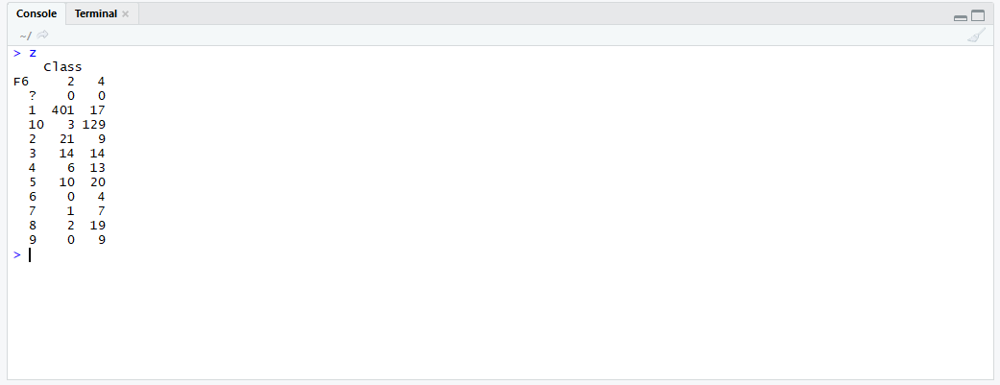 Console Terminal ×
~/
> z
Class
F6 2 4
? 0 0
1 401 17
10 3 129
2 21 9
3 14 14
4 6 13
5 10 20
6 0 4
7 1 7
8 2 19
9 0 9
>